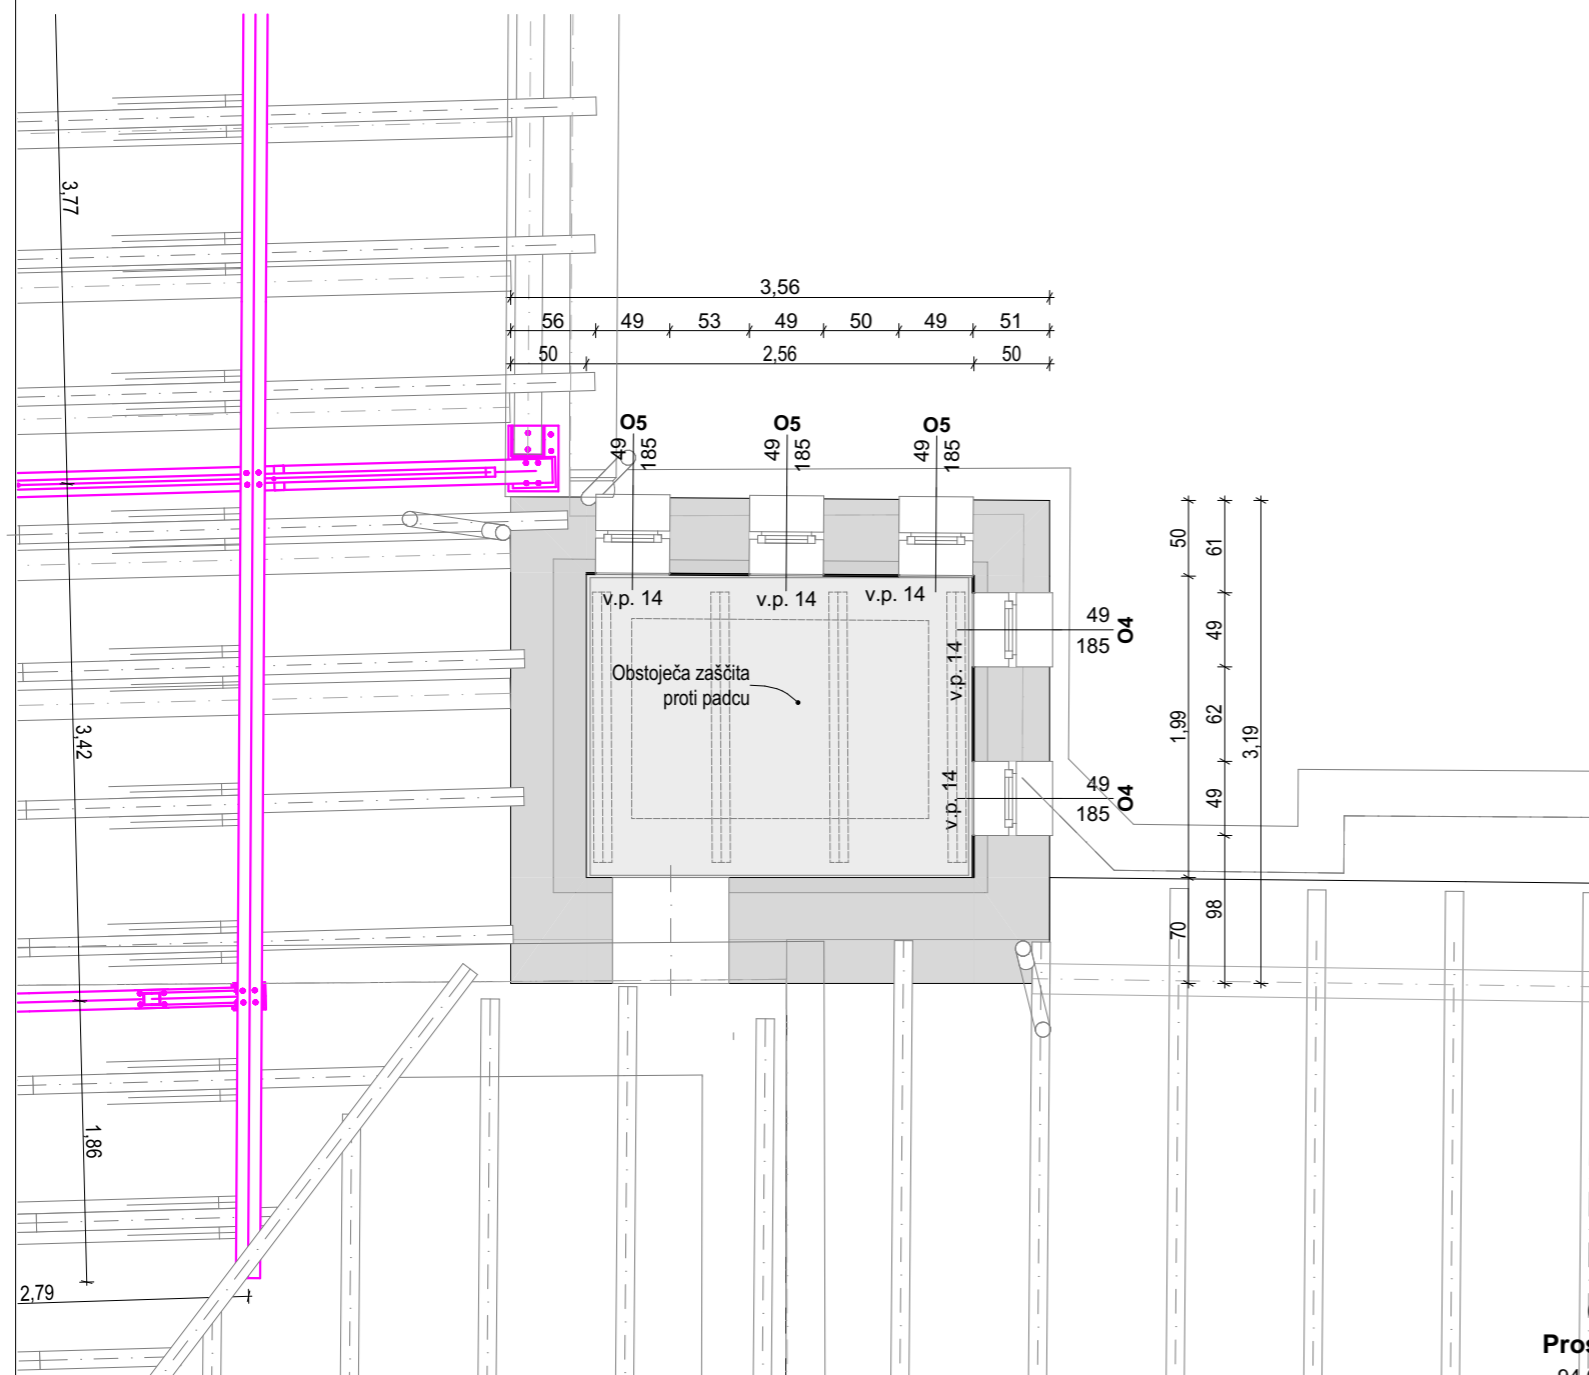 3,77
3,56
56 49 53 49 50 49 51
50 2,56 50
O5 O5 O5
49 49 49
185 185 185
v.p. 14 v.p. 14 v.p. 14
50 61
49
185
O4
49
v.p. 14
Obstoječa zaščita
proti padcu
3,42
1,99 62 3,19
49
185
O4
49
v.p. 14
70 98
1,86
2,79